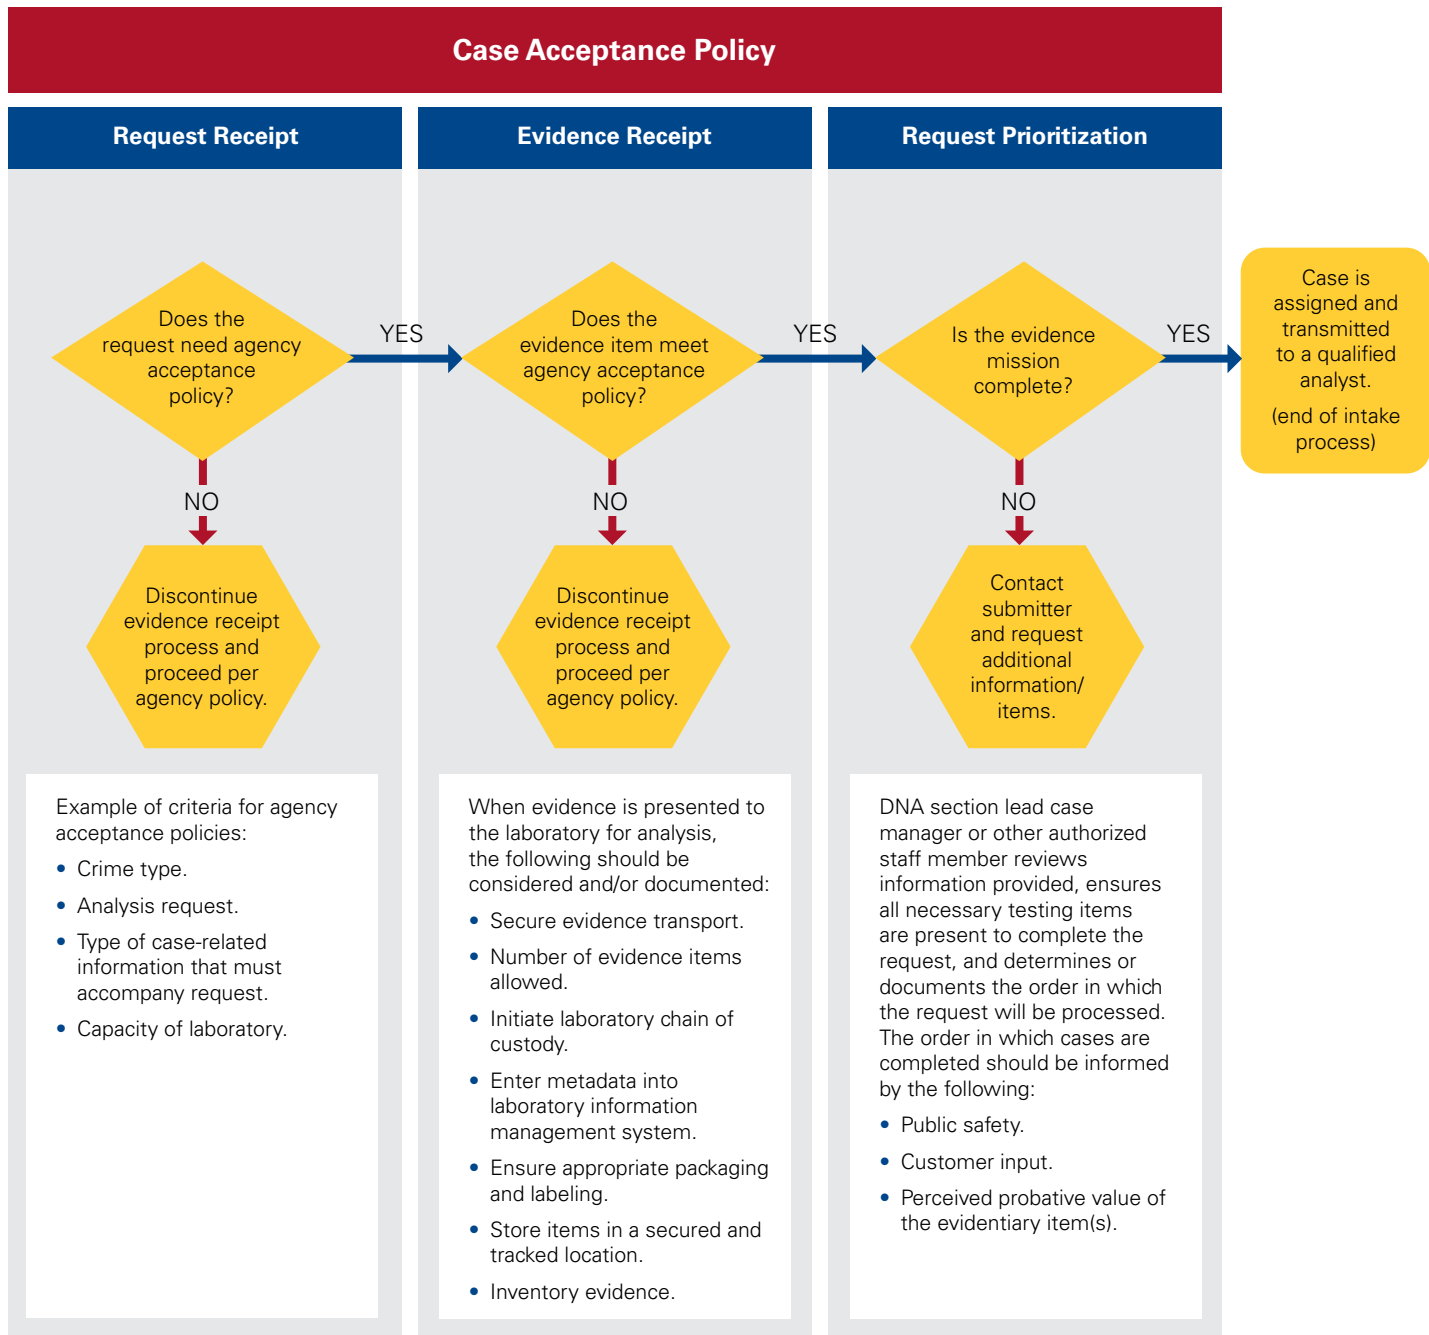 Case Acceptance Policy
Request Receipt
Does the
request need agency
acceptance
policy?
YES
NO
Discontinue
evidence receipt
process and
proceed per
agency policy.
Example of criteria for agency
acceptance policies:
• Crime type.
• Analysis request.
• Type of case-related
information that must
accompany request.
• Capacity of laboratory.
Evidence Receipt
Does the
evidence item meet
agency acceptance
policy?
YES
NO
Discontinue
evidence receipt
process and
proceed per
agency policy.
When evidence is presented to
the laboratory for analysis,
the following should be
considered and/or documented:
• Secure evidence transport.
• Number of evidence items
allowed.
• Initiate laboratory chain of
custody.
• Enter metadata into
laboratory information
management system.
• Ensure appropriate packaging
and labeling.
• Store items in a secured and
tracked location.
• Inventory evidence.
Request Prioritization
Is the evidence
mission
complete?
YES
NO
Contact
submitter
and request
additional
information/
items.
DNA section lead case
manager or other authorized
staff member reviews
information provided, ensures
all necessary testing items
are present to complete the
request, and determines or
documents the order in which
the request will be processed.
The order in which cases are
completed should be informed
by the following:
• Public safety.
• Customer input.
• Perceived probative value of
the evidentiary item(s).
Case is
assigned and
transmitted
to a qualified
analyst.
(end of intake
process)